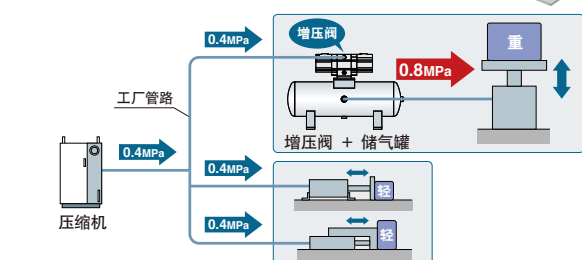 0.4MPa
增压阀
重
0.8MPa
工厂管路
增压阀 + 储气罐
0.4MPa
0.4MPa
轻
压缩机
0.4MPa
轻